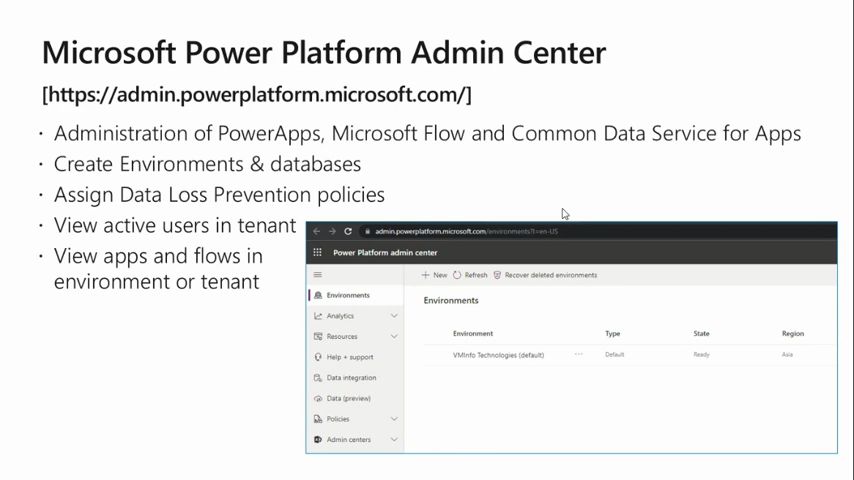 Microsoft Power Platform Admin Center
[https://admin.powerplatform.microsoft.com/]
· Administration of PowerApps, Microsoft Flow and Common Data Service for Apps
· Create Environments & databases
· Assign Data Loss Prevention policies
· View active users in tenant
· View apps and flows in
environment or tenant
admin.powerplatform.microsoft.com/environments?l=en-US
Power Platform admin center
+ New Refresh Recover deleted environments
Environments
Analytics
Resources
Help + support
Data integration
Data (preview)
Policies
Admin centers
Environments
Environment Type State Region
VMInfo Technologies (default) ··· Default Ready Asia